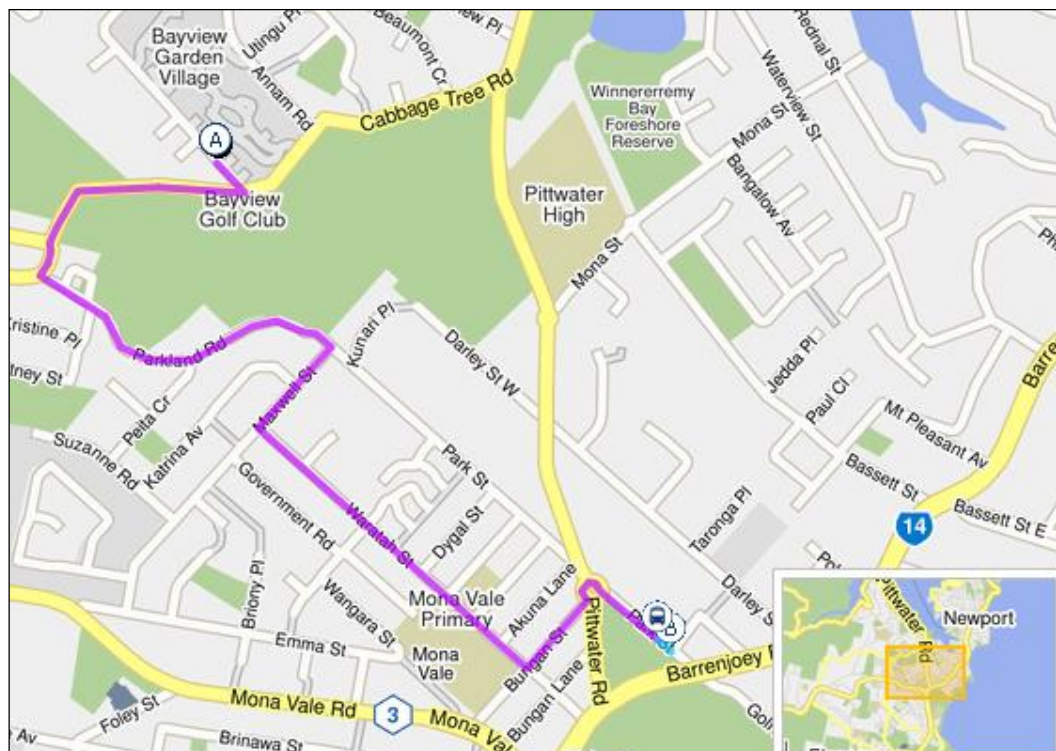 Bayview
Garden
Village
Utingu Pl
Beaumont Cr
Annam Rd
Cabbage Tree Rd
A
Bayview
Golf Club
Winnererremy
Bay
Foreshore
Reserve
Rednal St
Waterview St
Mona St
Bangalow Av
Pittwater
High
Mona St
Kunari Pl
Darley St W
Jedda Pl
Paul Cl
Mt Pleasant Av
Parkland Rd
Maxwell St
Peita Cr
Katrina Av
Suzanne Rd
Government Rd
Park St
Dygal St
Waratah St
Taronga Pl
Bassett St
Bassett St E
14
Briony Pl
Wangara St
Mona Vale
Primary
Akuna Lane
Bungan St
Pittwater Rd
Park
B
Darley S
Emma St
Mona
Vale
Bungan Lane
Barrenjoey
Foley St
Mona Vale Rd
3
Mona V
Brinawa St
Pittwater Rd
Newport